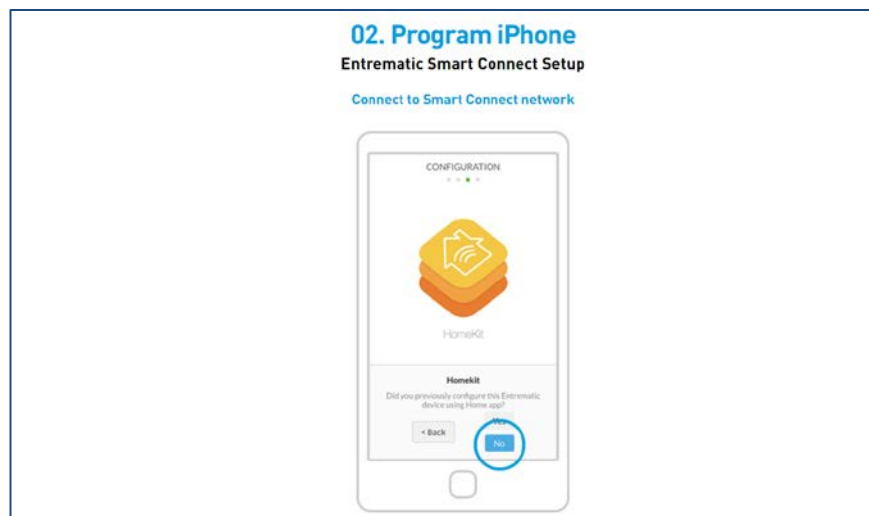 02. Program iPhone
Entrematic Smart Connect Setup
Connect to Smart Connect network
CONFIGURATION
HomeKit
Homekit
Did you previously configure this Entrematic
device using Home app?
Yes
< Back
No